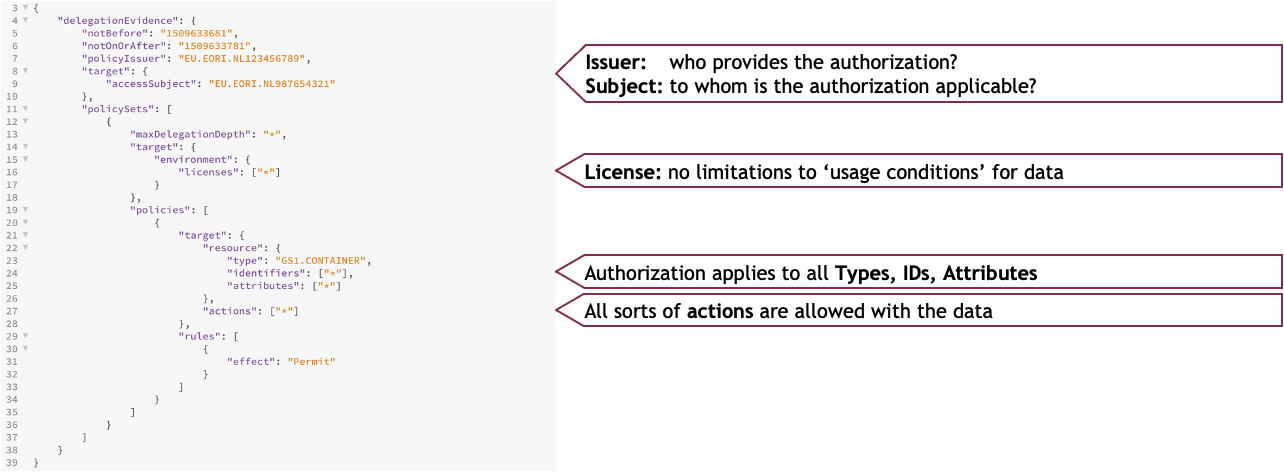 3 {
4 "delegationEvidence": {
5 "notBefore": "1509633681",
6 "notOnOrAfter": "1509633781",
7 "policyIssuer": "EU.EORI.NL123456789",
8 "target": {
9 "accessSubject": "EU.EORI.NL987654321"
10 },
11 "policySets": [
12 {
13 "maxDelegationDepth": "*",
14 "target": {
15 "environment": {
16 "licenses": ["*"]
17 }
18 },
19 "policies": [
20 {
21 "target": {
22 "resource": {
23 "type": "GS1.CONTAINER",
24 "identifiers": ["*"],
25 "attributes": ["*"]
26 },
27 "actions": ["*"]
28 },
29 "rules": [
30 {
31 "effect": "Permit"
32 }
33 ]
34 }
35 ]
36 }
37 ]
38 }
39 }
Issuer: who provides the authorization?
Subject: to whom is the authorization applicable?
License: no limitations to ‘usage conditions’ for data
Authorization applies to all Types, IDs, Attributes
All sorts of actions are allowed with the data